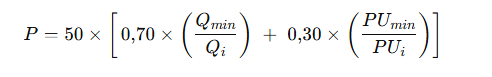 P = 50 × [ 0,70 × ( Q_min / Q_i ) + 0,30 × ( PU_min / PU_i ) ]